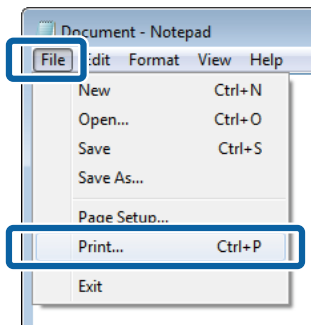 Document - Notepad
File Edit Format View Help
New Ctrl+N
Open... Ctrl+O
Save Ctrl+S
Save As...
Page Setup...
Print... Ctrl+P
Exit